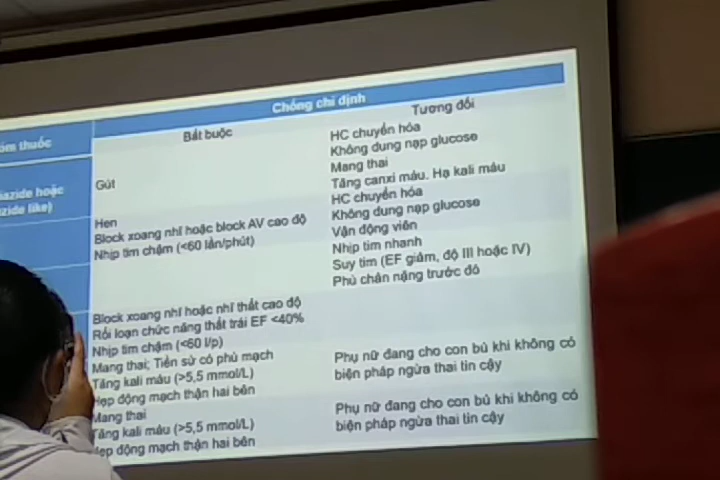 Chống chỉ định
thuốc
Bắt buộc
Tương đối
hoặc
like)
Gút
HC chuyển hóa
Không dung nạp glucose
Mang thai
Tăng canxi máu. Hạ kali máu
Hen
Block xoang nhĩ hoặc block AV cao độ
Nhịp tim chậm (<60 lần/phút)
HC chuyển hóa
Không dung nạp glucose
Vận động viên
Nhịp tim nhanh
Suy tim (EF giảm, độ III hoặc IV)
Phù chân nặng trước đó
Block xoang nhĩ hoặc nhĩ thất cao độ
Rối loạn chức năng thất trái EF <40%
Nhịp tim chậm (<60 l/p)
Mang thai; Tiền sử có phù mạch
Tăng kali máu (>5,5 mmol/L)
Hẹp động mạch thận hai bên
Phụ nữ đang cho con bú khi không có
biện pháp ngừa thai tin cậy
Mang thai
Tăng kali máu (>5,5 mmol/L)
Hẹp động mạch thận hai bên
Phụ nữ đang cho con bú khi không có
biện pháp ngừa thai tin cậy